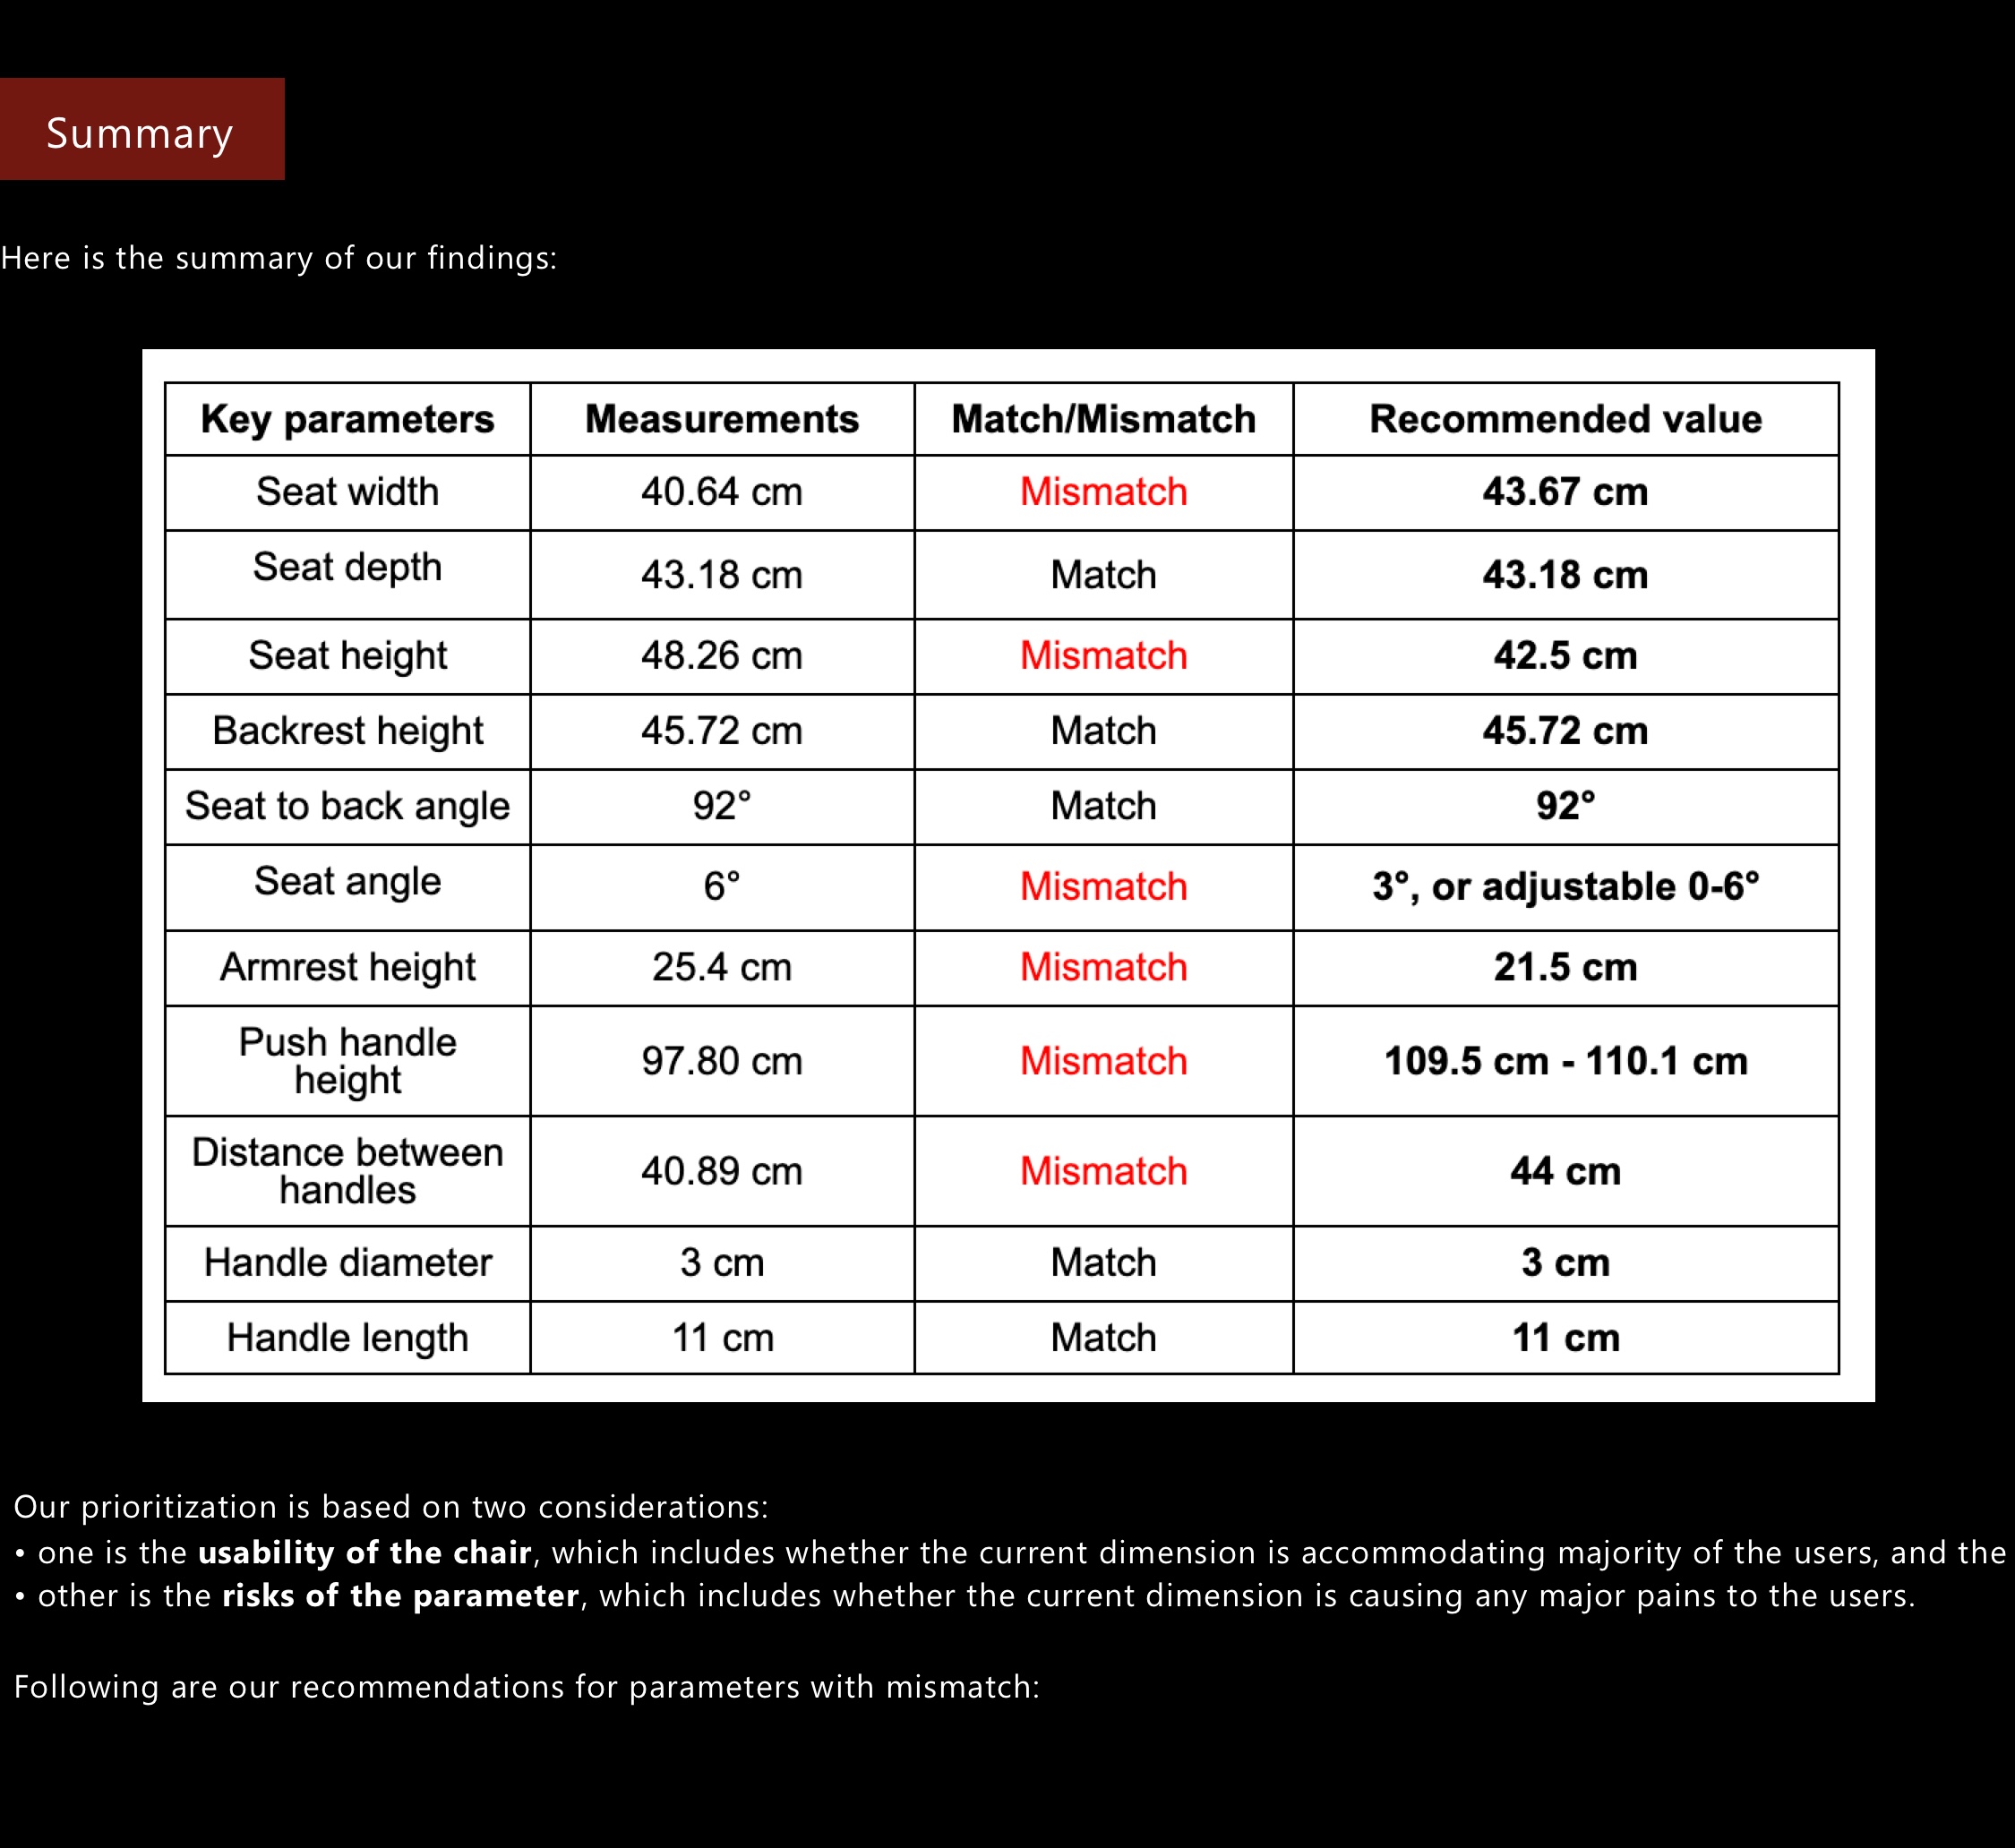 Summary
Here is the summary of our findings:
Key parameters Measurements Match/Mismatch Recommended value
Seat width 40.64 cm Mismatch 43.67 cm
Seat depth 43.18 cm Match 43.18 cm
Seat height 48.26 cm Mismatch 42.5 cm
Backrest height 45.72 cm Match 45.72 cm
Seat to back angle 92° Match 92°
Seat angle 6° Mismatch 3°, or adjustable 0-6°
Armrest height 25.4 cm Mismatch 21.5 cm
Push handle
height 97.80 cm Mismatch 109.5 cm - 110.1 cm
Distance between
handles 40.89 cm Mismatch 44 cm
Handle diameter 3 cm Match 3 cm
Handle length 11 cm Match 11 cm
Our prioritization is based on two considerations:
• one is the usability of the chair, which includes whether the current dimension is accommodating majority of the users, and the
• other is the risks of the parameter, which includes whether the current dimension is causing any major pains to the users.
Following are our recommendations for parameters with mismatch: